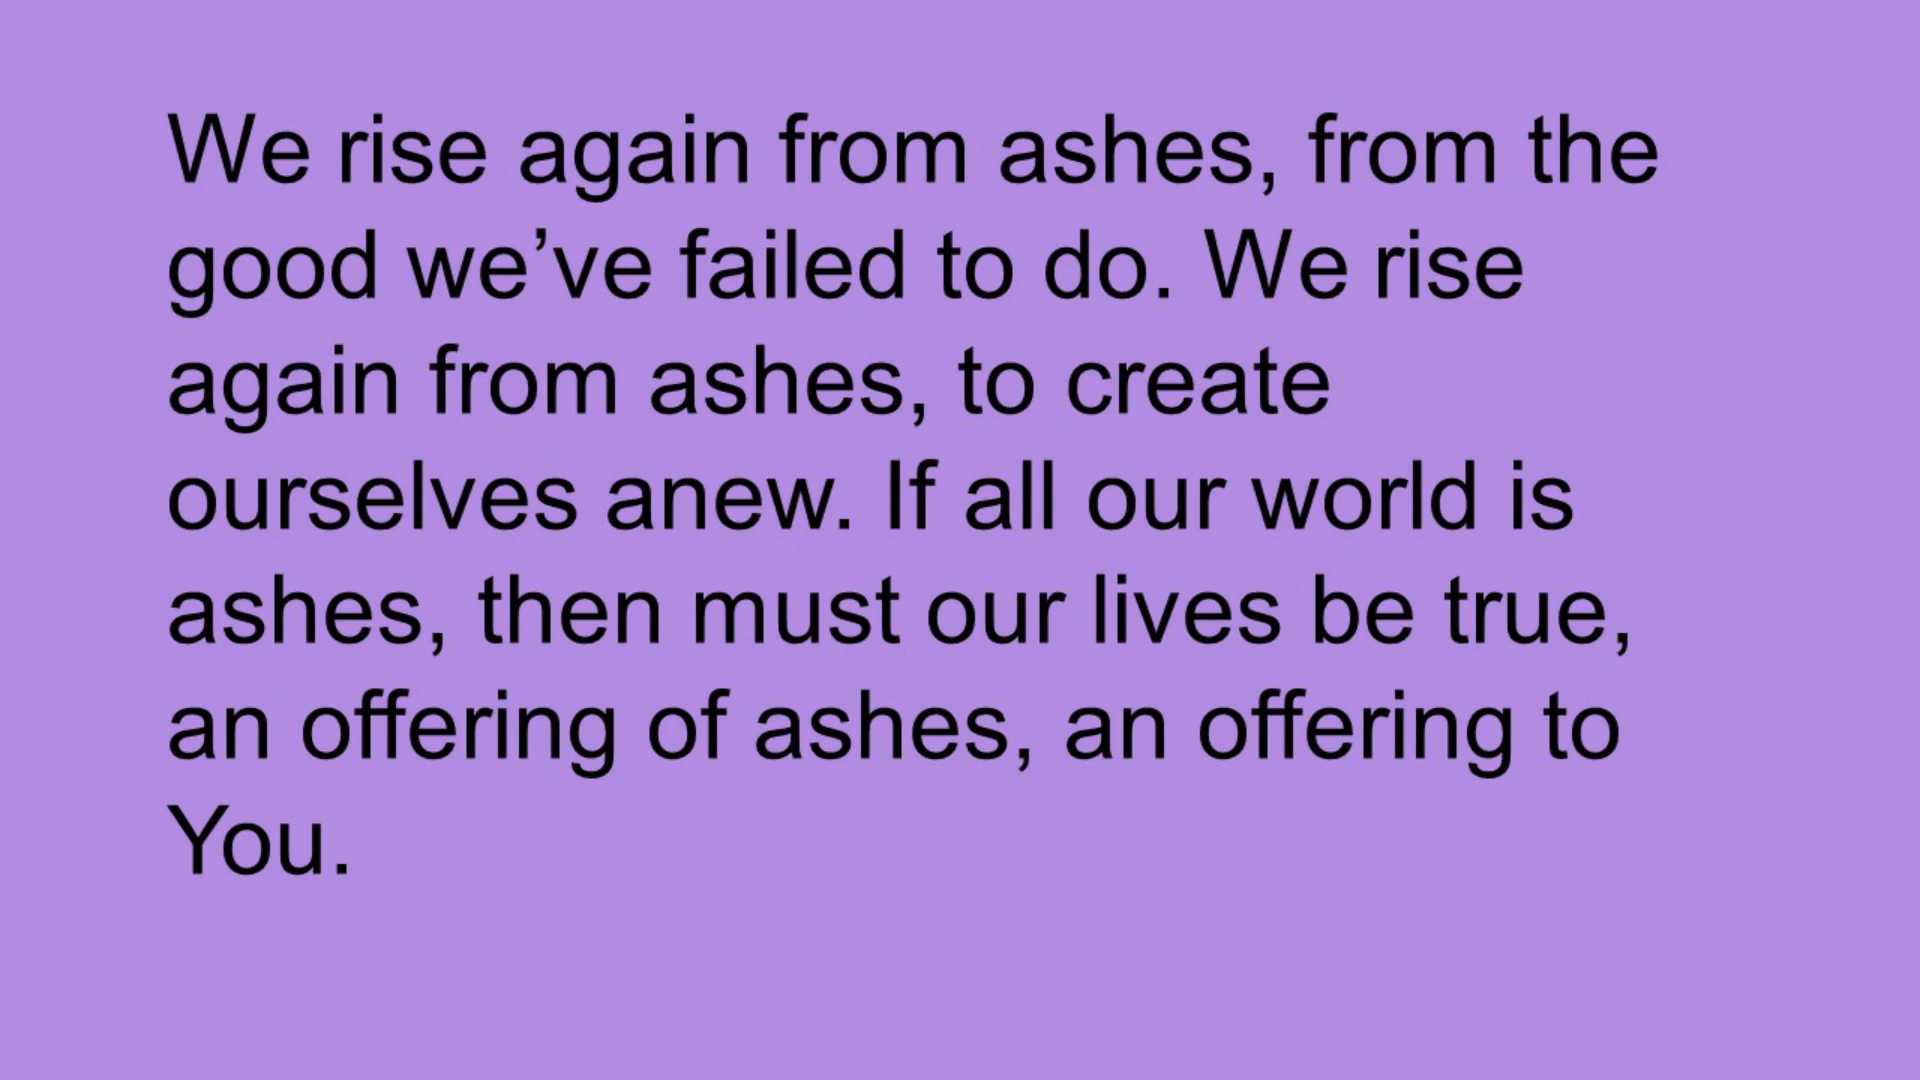 We rise again from ashes, from the
good we’ve failed to do. We rise
again from ashes, to create
ourselves anew. If all our world is
ashes, then must our lives be true,
an offering of ashes, an offering to
You.